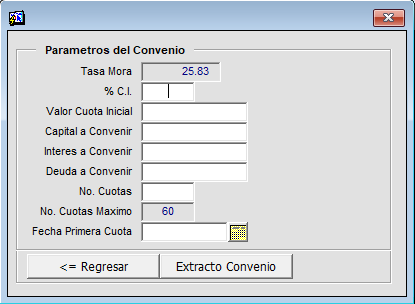 Parametros del Convenio
Tasa Mora 25.83
% C.I.
Valor Cuota Inicial
Capital a Convenir
Interes a Convenir
Deuda a Convenir
No. Cuotas
No. Cuotas Maximo 60
Fecha Primera Cuota
<= Regresar Extracto Convenio